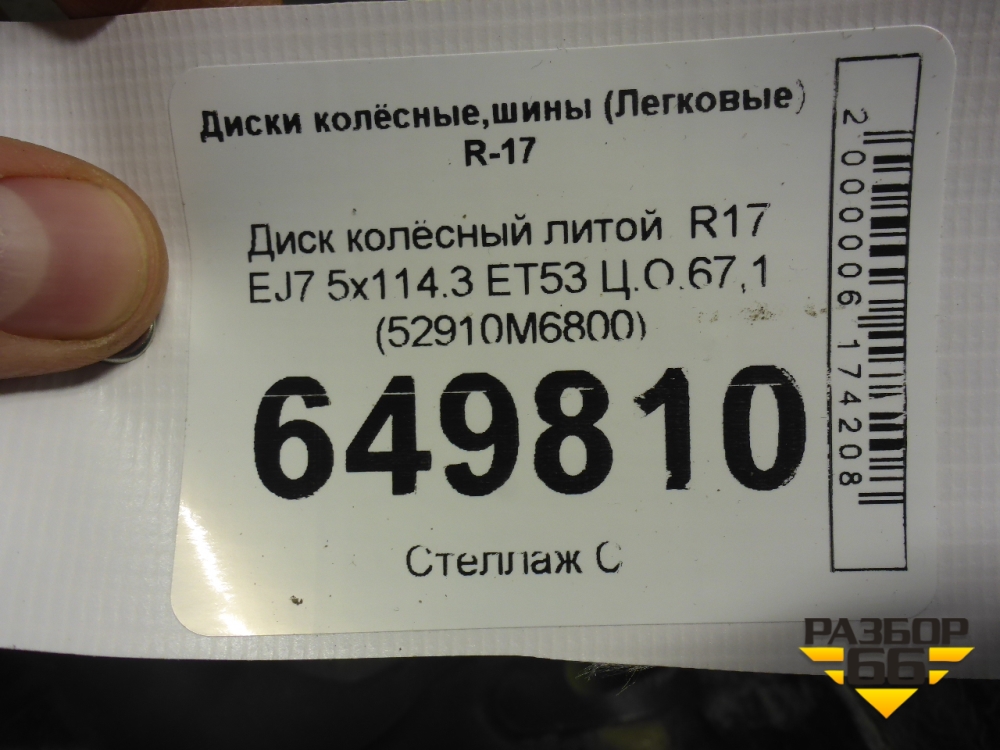 Диски колёсные,шины (Легковые)
R-17
Диск колёсный литой R17
EJ7 5x114.3 ET53 Ц.О.67,1
(52910M6800)
649810
Стеллаж С
2000006174208
РАЗБОР
66